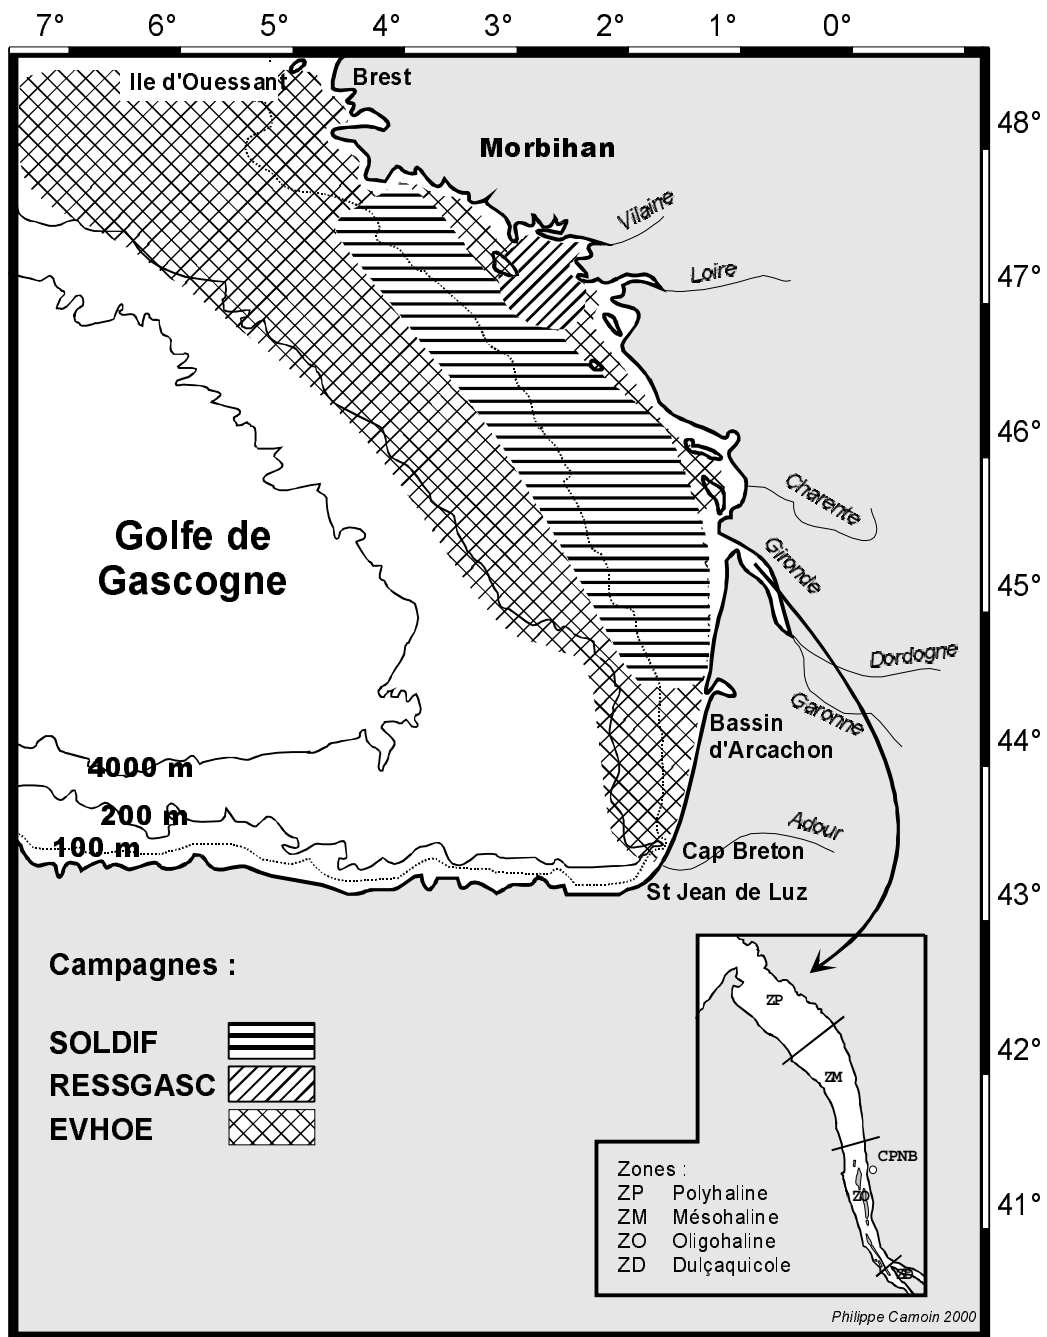 7° 6° 5° 4° 3° 2° 1° 0°
Ile d'Ouessant
Brest
48°
Morbihan
Vilaine
47°
Loire
46°
Charente
Golfe de
Gascogne
Gironde
45°
Dordogne
Garonne
Bassin
d'Arcachon
44°
4000 m
200 m
100 m
Adour
Cap Breton
St Jean de Luz
43°
Campagnes :
SOLDIF
RESSGASC
EVHOE
42°
41°
ZP
ZM
CPNB
ZO
ZD
Zones :
ZP Polyhaline
ZM Mésohaline
ZO Oligohaline
ZD Dulçaquicole
Philippe Camoin 2000